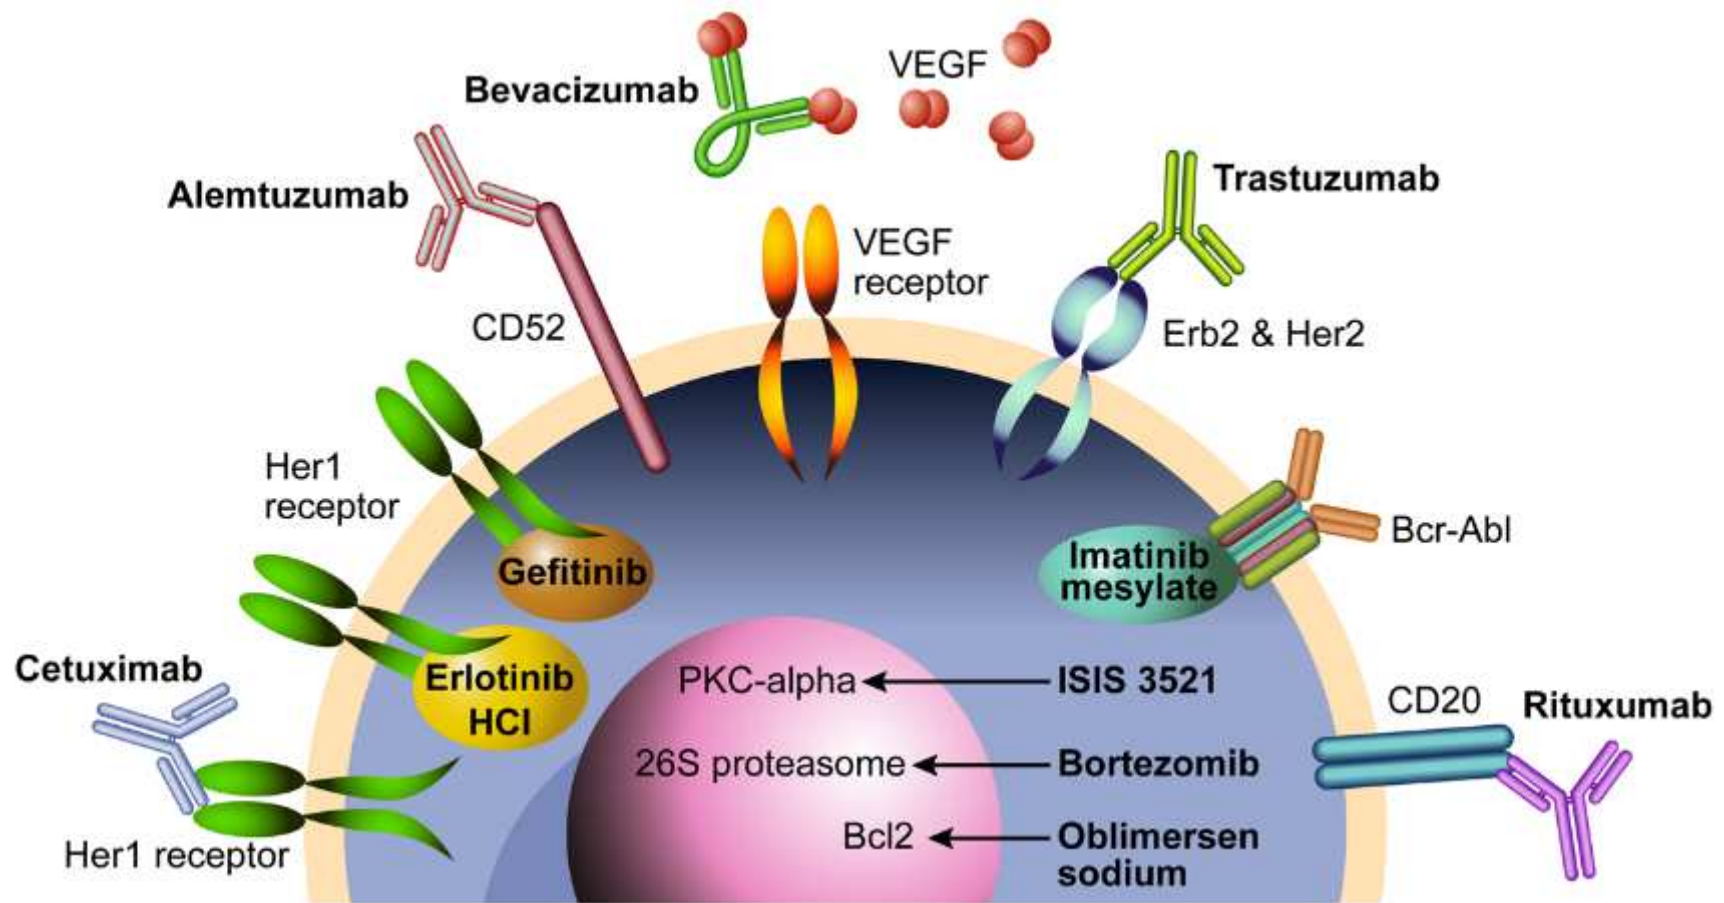 VEGF
Bevacizumab
Alemtuzumab
Trastuzumab
VEGF
receptor
CD52
Erb2 & Her2
Her1
receptor
Bcr-Abl
Gefitinib
Imatinib
mesylate
Cetuximab
Erlotinib
HCl
PKC-alpha
ISIS 3521
CD20
Rituxumab
26S proteasome
Bortezomib
Her1 receptor
Bcl2
Oblimersen
sodium